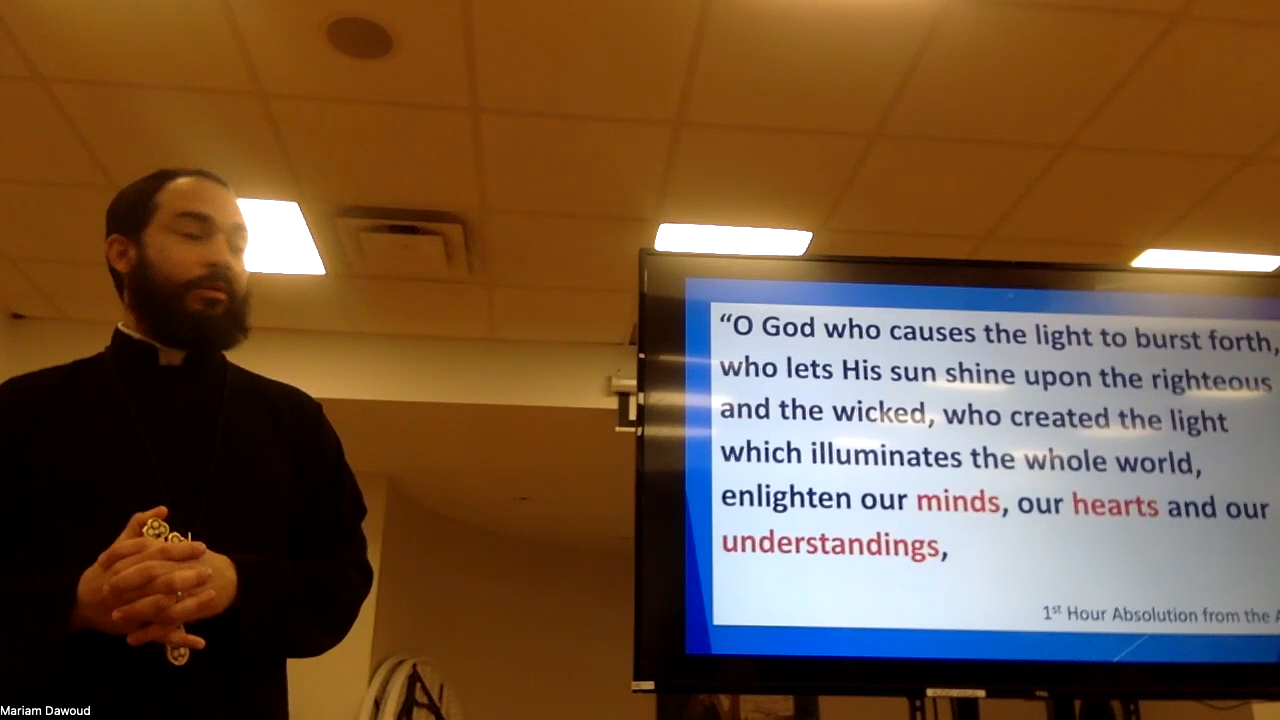 “O God who causes the light to burst forth,
who lets His sun shine upon the righteous
and the wicked, who created the light
which illuminates the whole world,
enlighten our minds, our hearts and our
understandings,
1st Hour Absolution from the
Mariam Dawoud